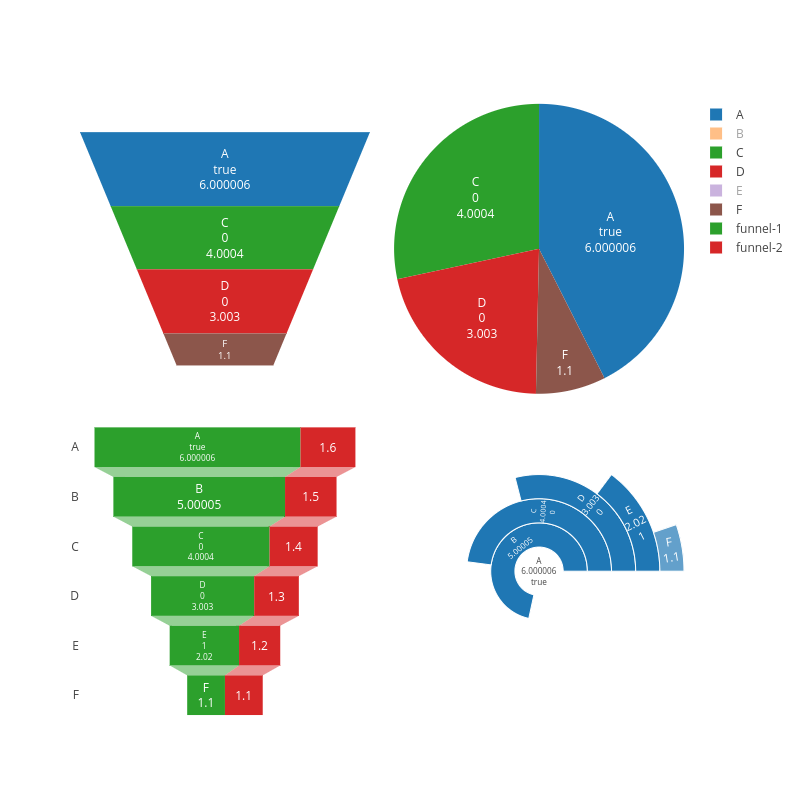 A
true
6.000006
C
0
4.0004
D
0
3.003
F
1.1
A
true
6.000006
C
0
4.0004
D
0
3.003
F
1.1
A
B
C
D
E
F
funnel-1
funnel-2
A
A
true
6.000006
1.6
B
B
5.00005
1.5
C
C
0
4.0004
1.4
D
D
0
3.003
1.3
E
E
1
2.02
1.2
F
F
1.1
1.1
A
6.000006
true
B
5.00005
C
4.0004
0
D
3.003
0
E
2.02
1
F
1.1